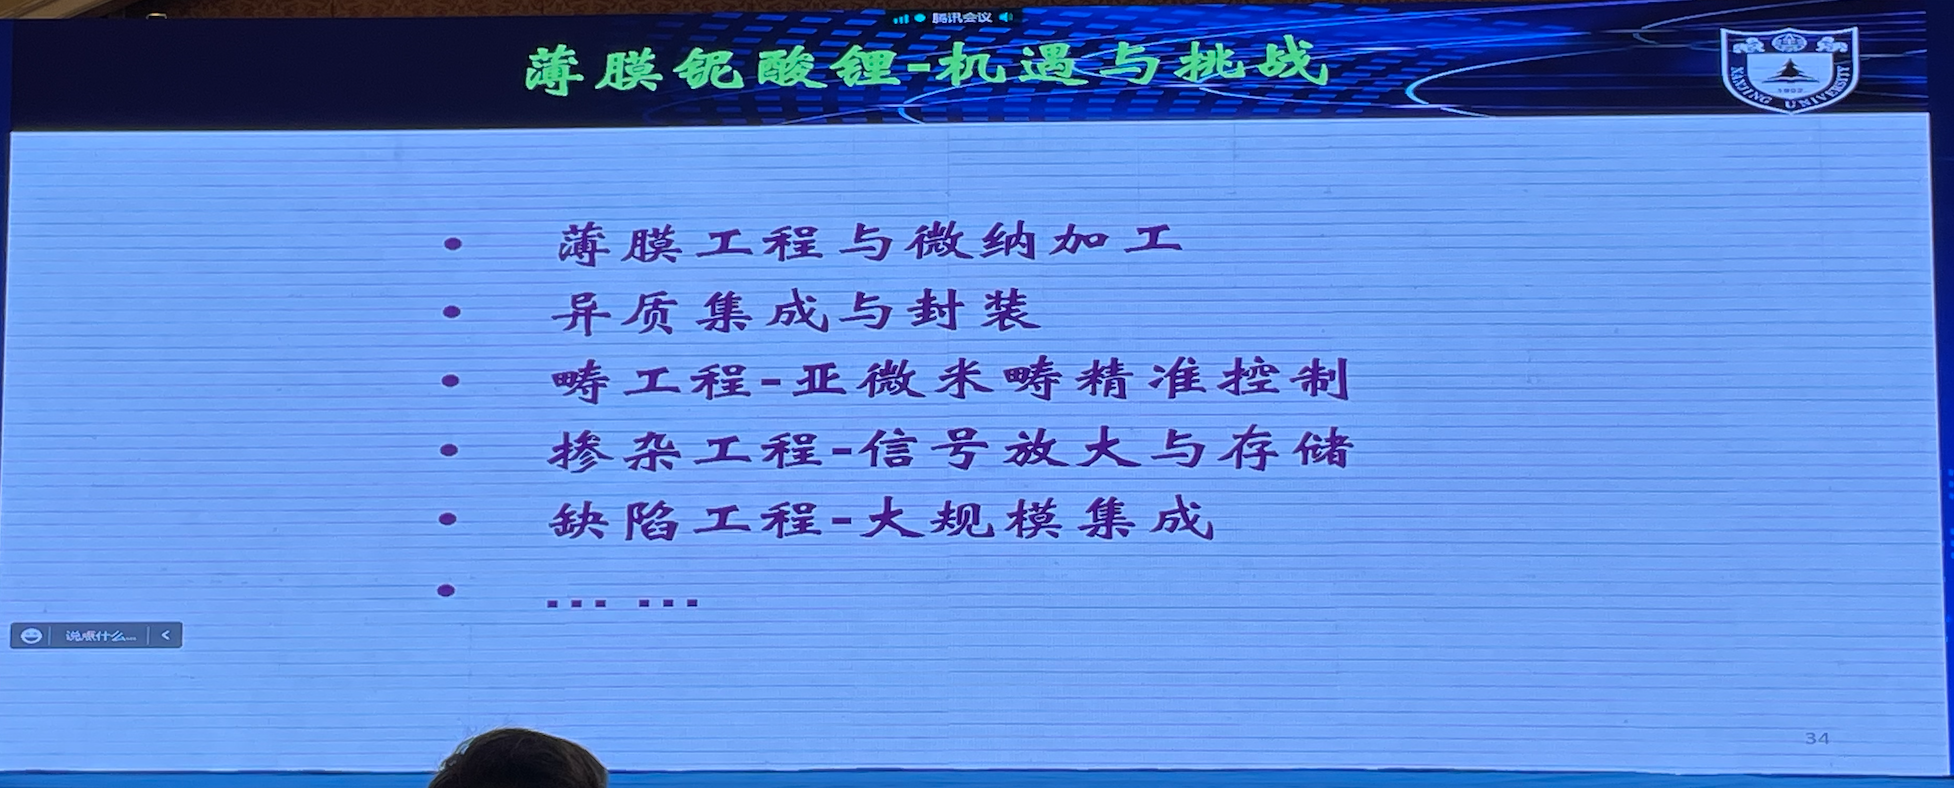 腾讯会议
薄膜铌酸锂-机遇与挑战
NANJING UNIVERSITY
• 薄膜工程与微纳加工
• 异质集成与封装
• 畴工程-亚微米畴精准控制
• 掺杂工程-信号放大与存储
• 缺陷工程-大规模集成
• ... ...
说点什么...
34